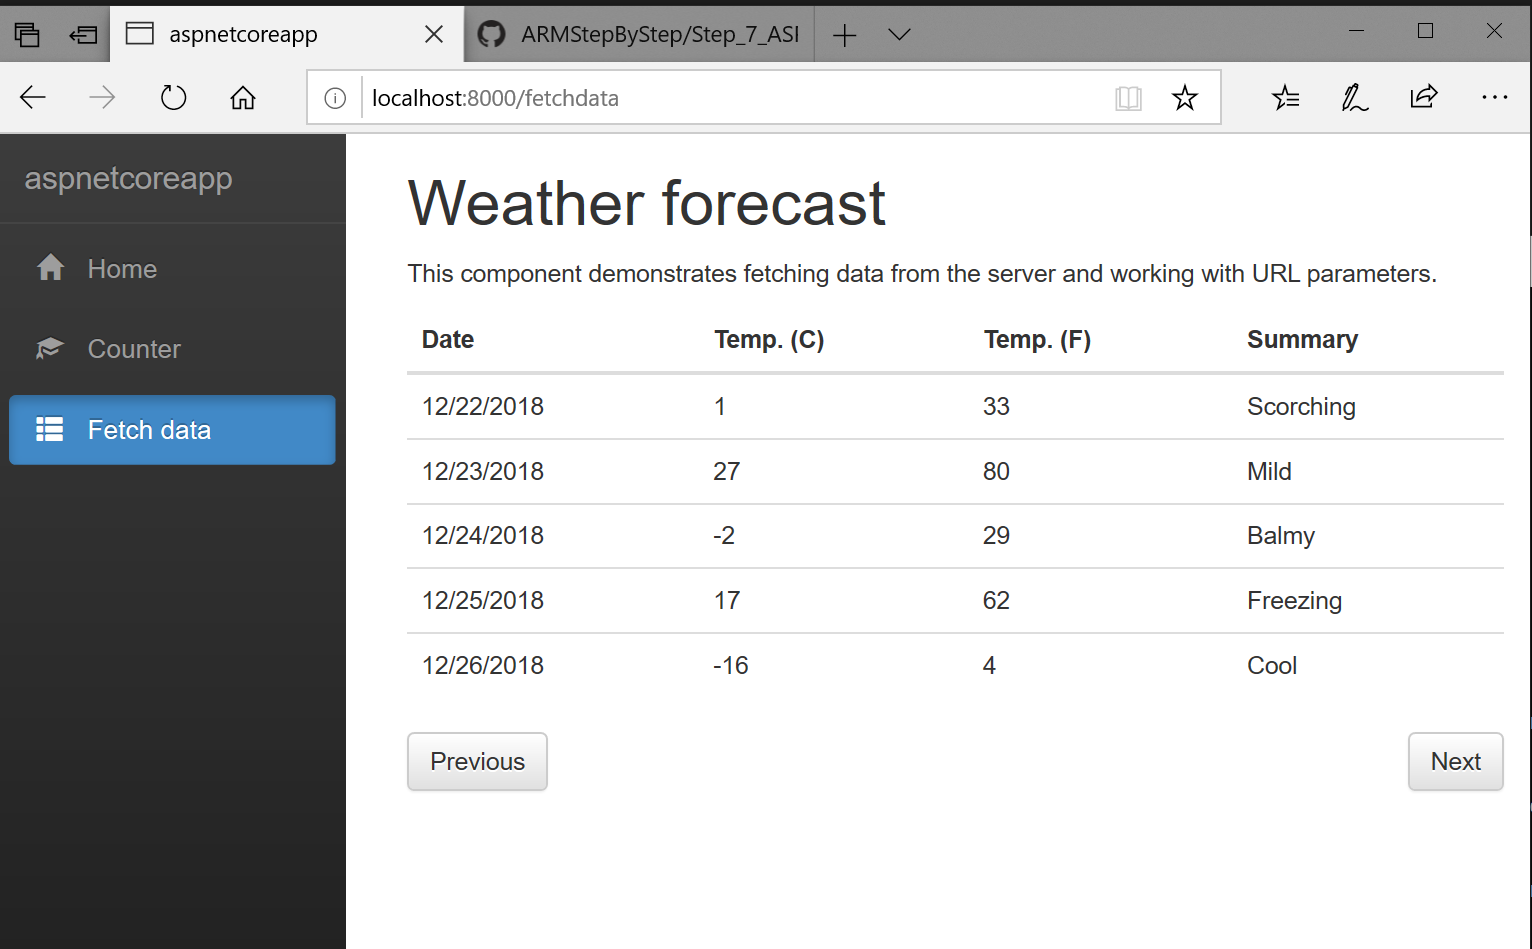 aspnetcoreapp
ARMStepByStep/Step_7_ASI
localhost:8000/fetchdata
aspnetcoreapp
Home
Counter
Fetch data
Weather forecast
This component demonstrates fetching data from the server and working with URL parameters.
Date Temp. (C) Temp. (F) Summary
12/22/2018 1 33 Scorching
12/23/2018 27 80 Mild
12/24/2018 -2 29 Balmy
12/25/2018 17 62 Freezing
12/26/2018 -16 4 Cool
Previous Next